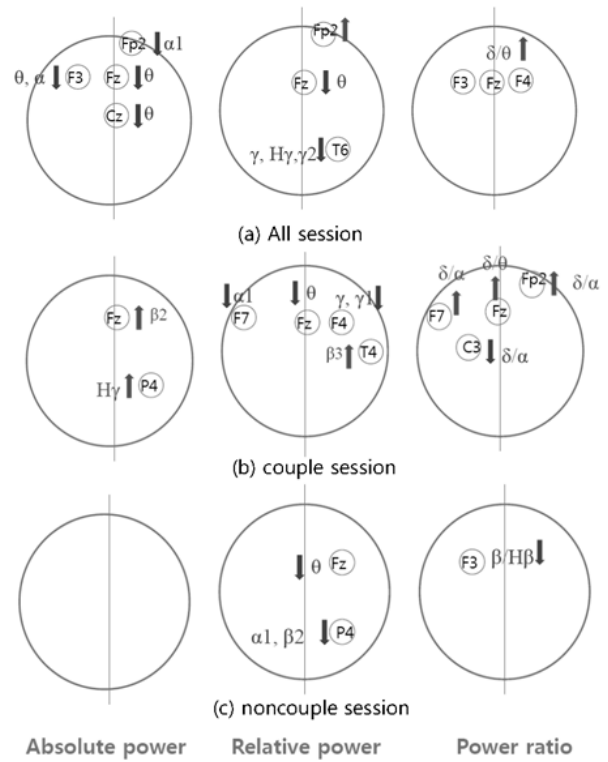 Fp2 ↓ α1
θ, α ↓ F3 Fz ↓ θ
Cz ↓ θ
Fp2 ↑
Fz ↓ θ
γ, Hγ,γ2 ↓ T6
δ/θ ↑
F3 Fz F4
(a) All session
Fz ↑ β2
Hγ ↑ P4
↓ α1 ↓ θ γ, γ1 ↓
F7 Fz F4
β3 ↑ T4
δ/α ↑ δ/θ ↑ Fp2 ↑ δ/α
F7 Fz
C3 ↓ δ/α
(b) couple session
↓ θ Fz
α1, β2 ↓ P4
F3 β/Hβ ↓
(c) noncouple session
Absolute power Relative power Power ratio